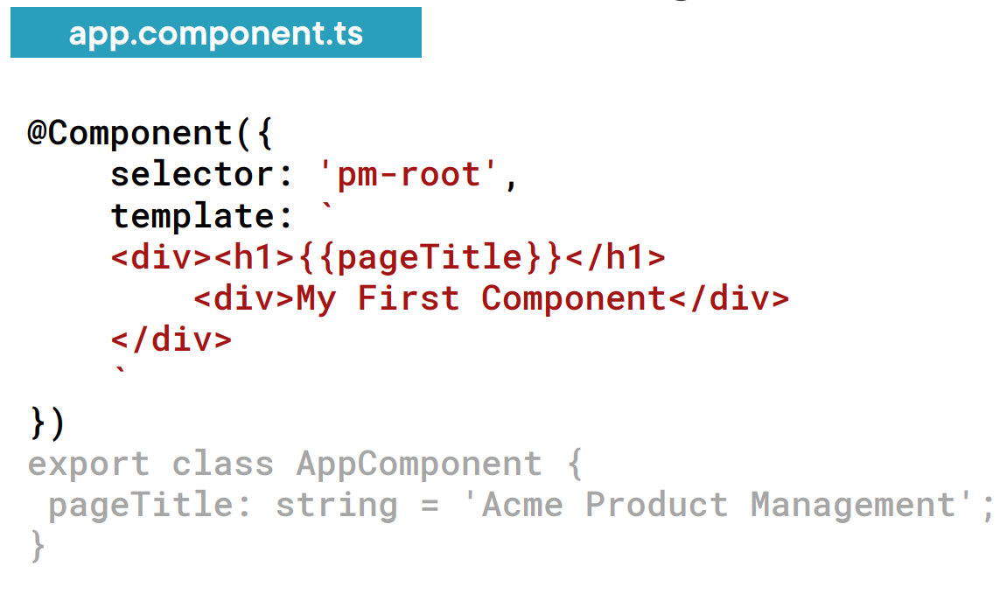 app.component.ts
@Component({
    selector: 'pm-root',
    template: `
    <div><h1>{{pageTitle}}</h1>
        <div>My First Component</div>
    </div>
    `
})
export class AppComponent {
 pageTitle: string = 'Acme Product Management';
}